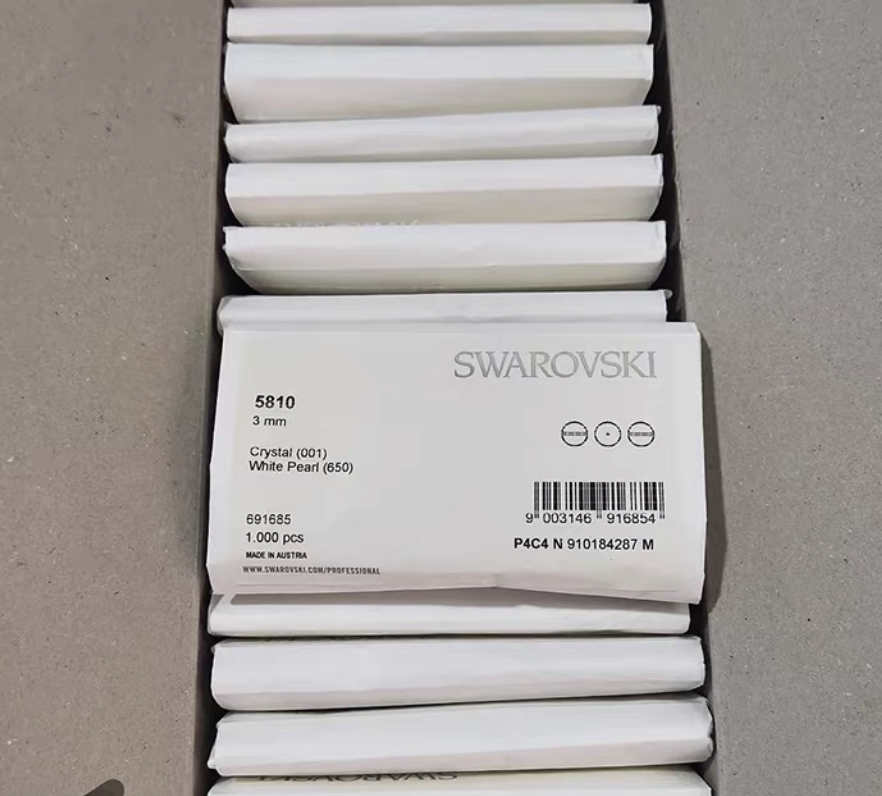 SWAROVSKI
5810
3 mm
Crystal (001)
White Pearl (650)
691685
1.000 pcs
MADE IN AUSTRIA
WWW.SWAROVSKI.COM/PROFESSIONAL
9 003146 916854
P4C4 N 910184287 M
SWAROVSKI